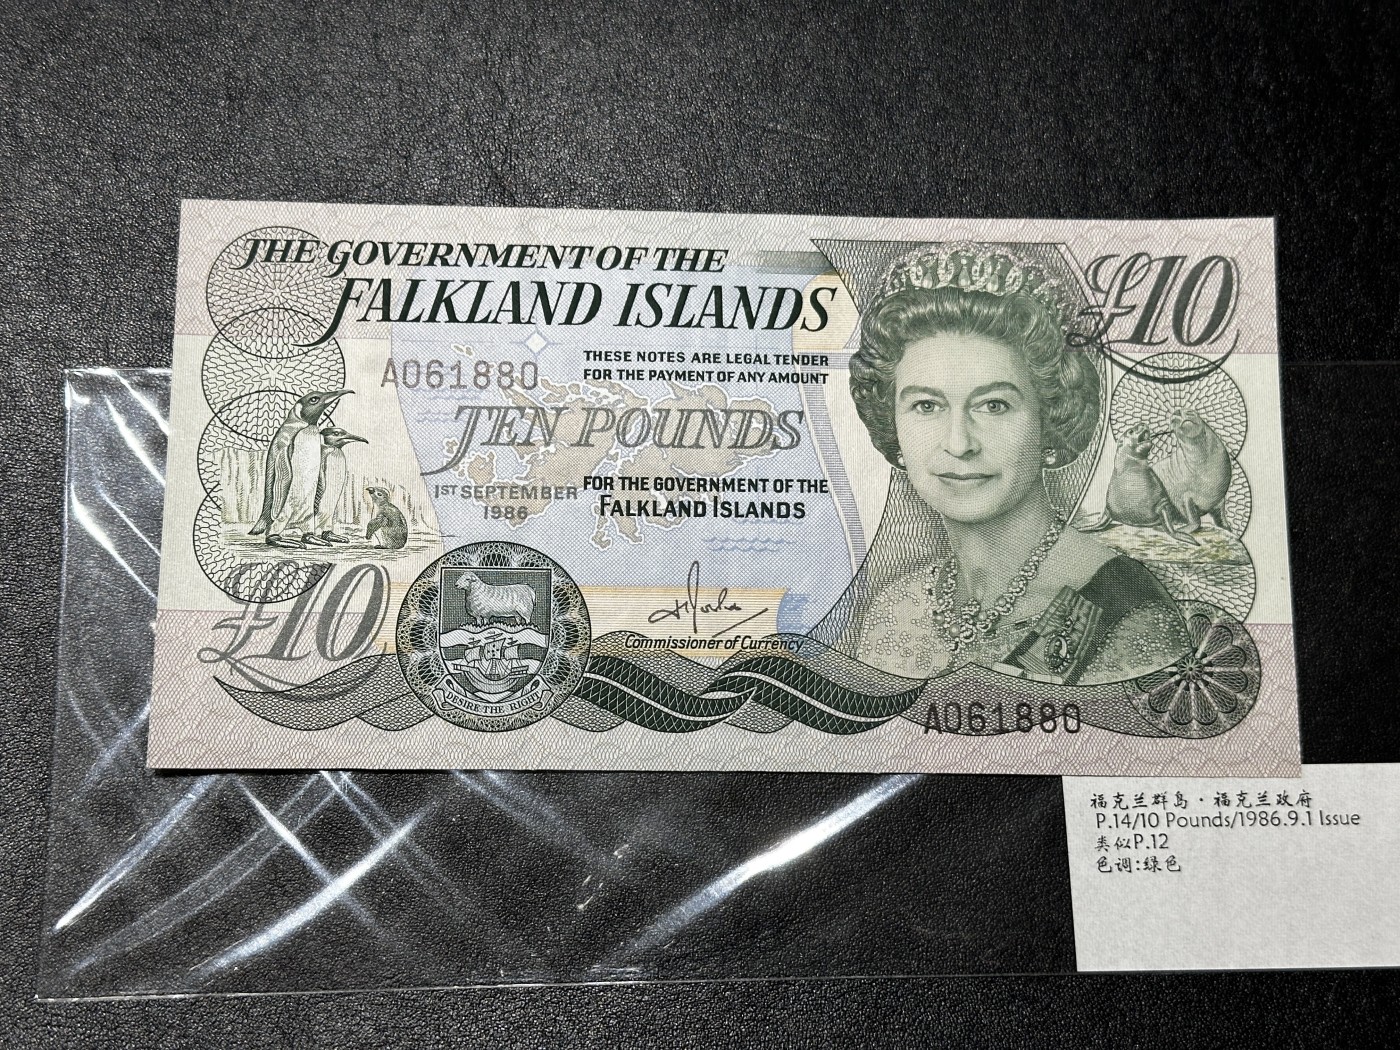 THE GOVERNMENT OF THE
FALKLAND ISLANDS
£10
A061880
THESE NOTES ARE LEGAL TENDER
FOR THE PAYMENT OF ANY AMOUNT
TEN POUNDS
1ST SEPTEMBER
1986
FOR THE GOVERNMENT OF THE
FALKLAND ISLANDS
£10
Commissioner of Currency
DESIRE THE RIGHT
A061880
福克兰群岛·福克兰政府
P.14/10 Pounds/1986.9.1 Issue
类似P.12
色调:绿色